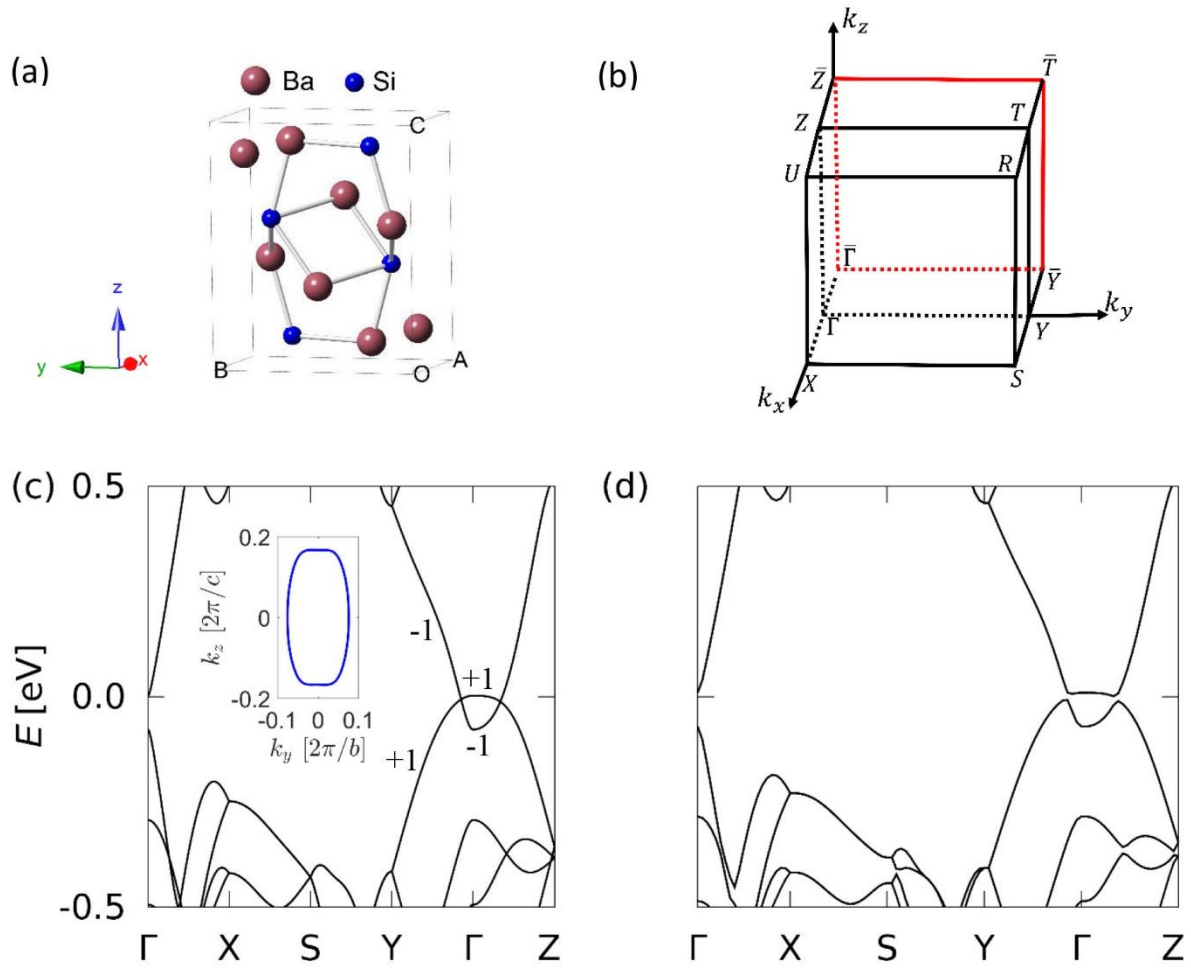 (a)
Ba Si
C
B
O
A
z
y
x
(b)
k_z
Z̄
T̄
Z
T
U
R
Γ̄
Ȳ
Γ
Y
k_y
X
S
k_x
(c)
0.5
0.0
-0.5
E [eV]
0.2
0
-0.2
k_z [2π/c]
-0.1 0 0.1
k_y [2π/b]
-1
+1
+1
-1
Γ X S Y Γ Z
(d)
Γ X S Y Γ Z